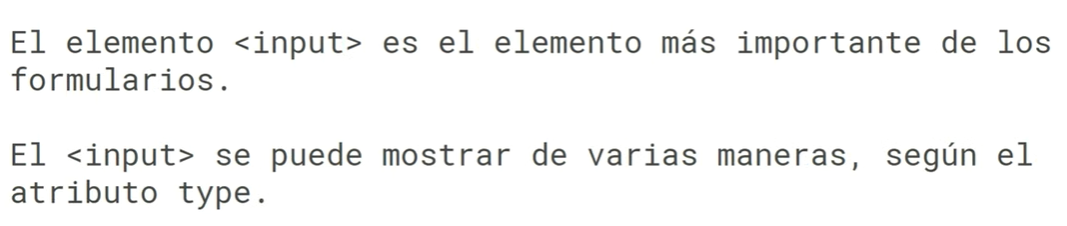 El elemento <input> es el elemento más importante de los
formularios.
El <input> se puede mostrar de varias maneras, según el
atributo type.